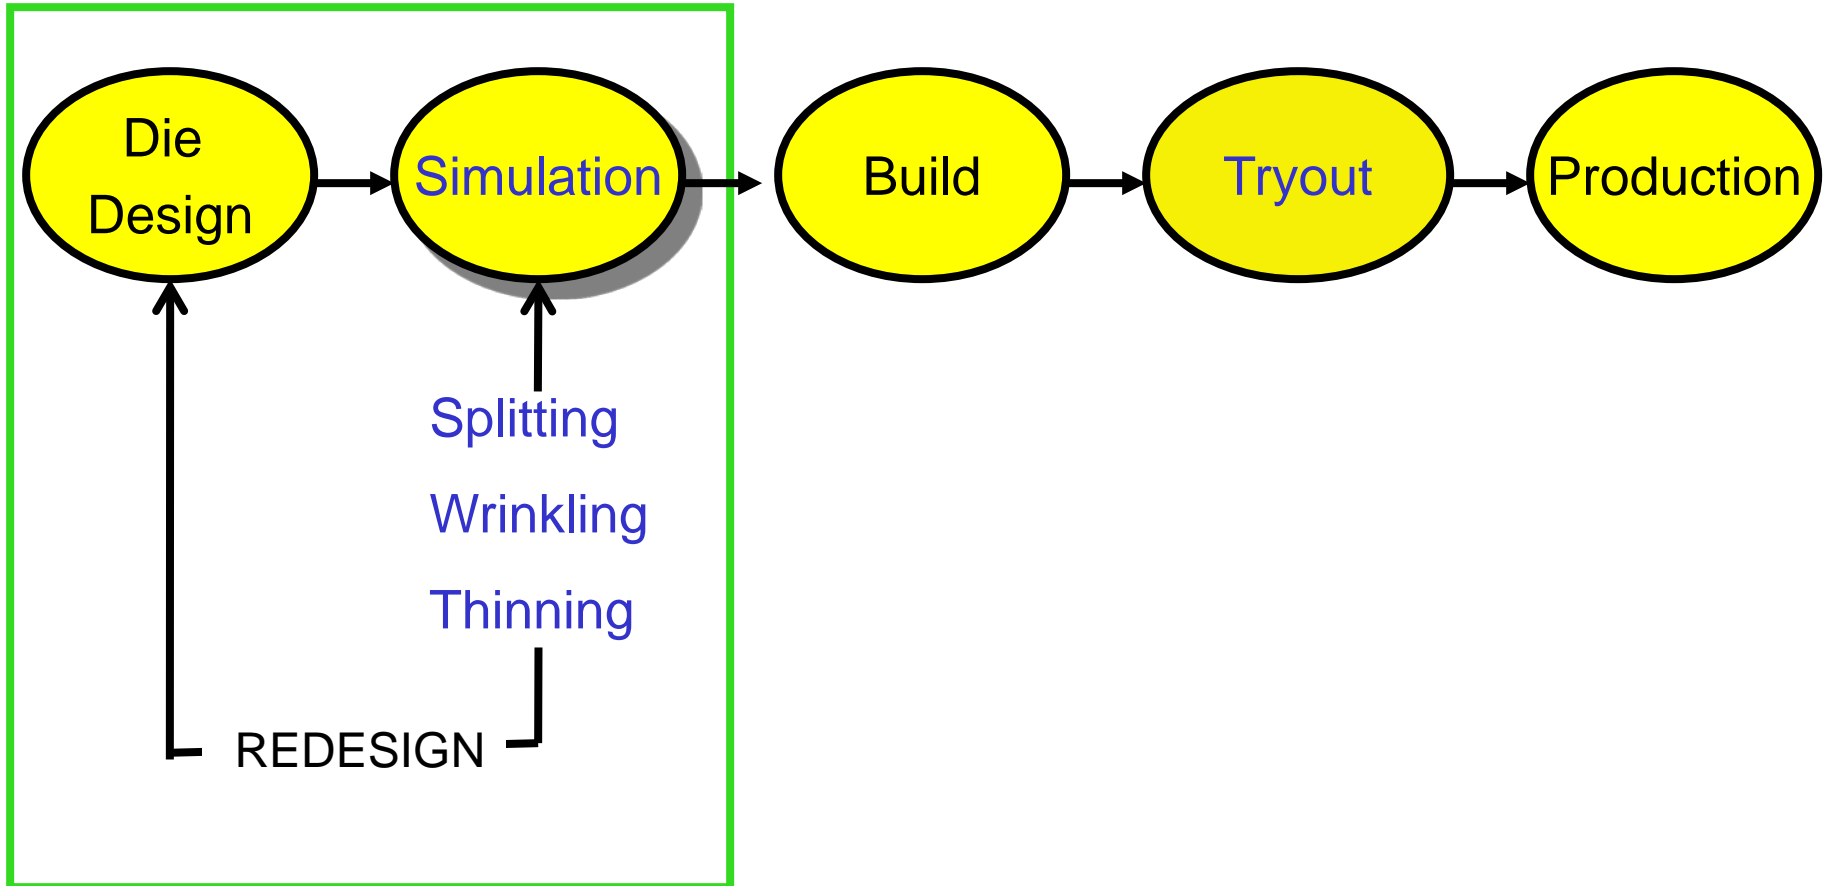 Die
Design
Simulation
Build
Tryout
Production
Splitting
Wrinkling
Thinning
REDESIGN